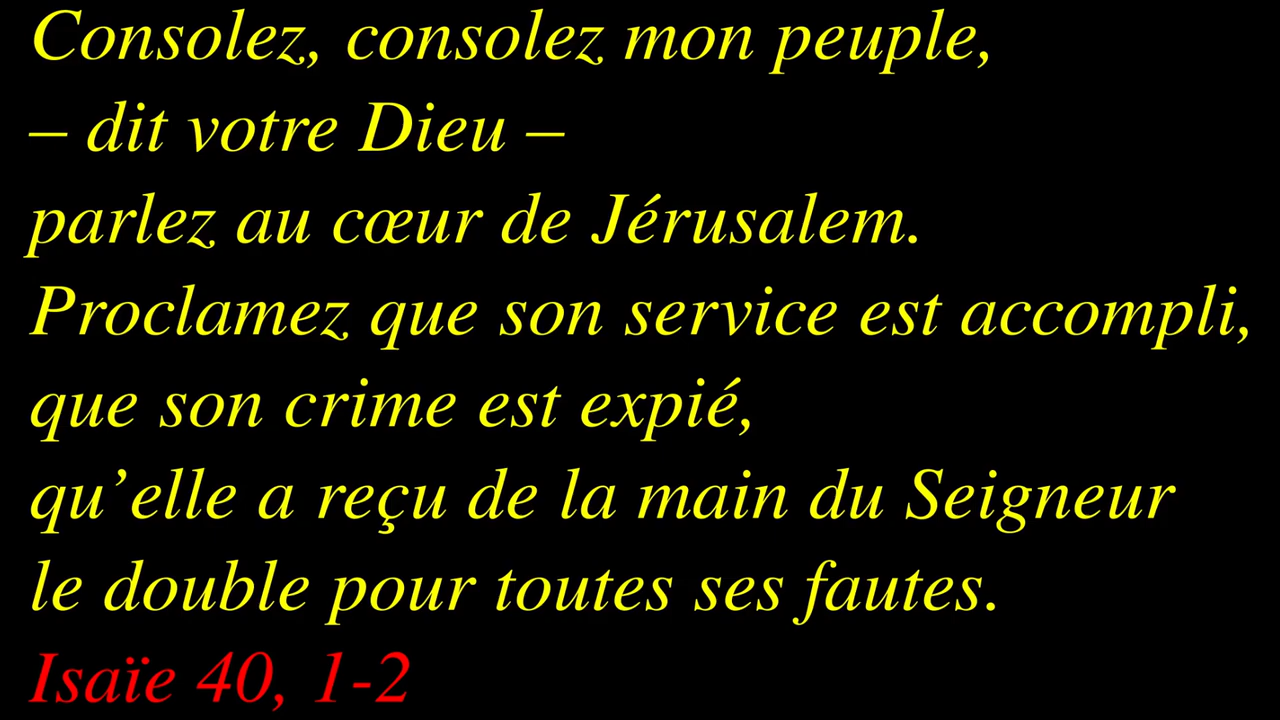 Consolez, consolez mon peuple,
– dit votre Dieu –
parlez au cœur de Jérusalem.
Proclamez que son service est accompli,
que son crime est expié,
qu’elle a reçu de la main du Seigneur
le double pour toutes ses fautes.
Isaïe 40, 1-2